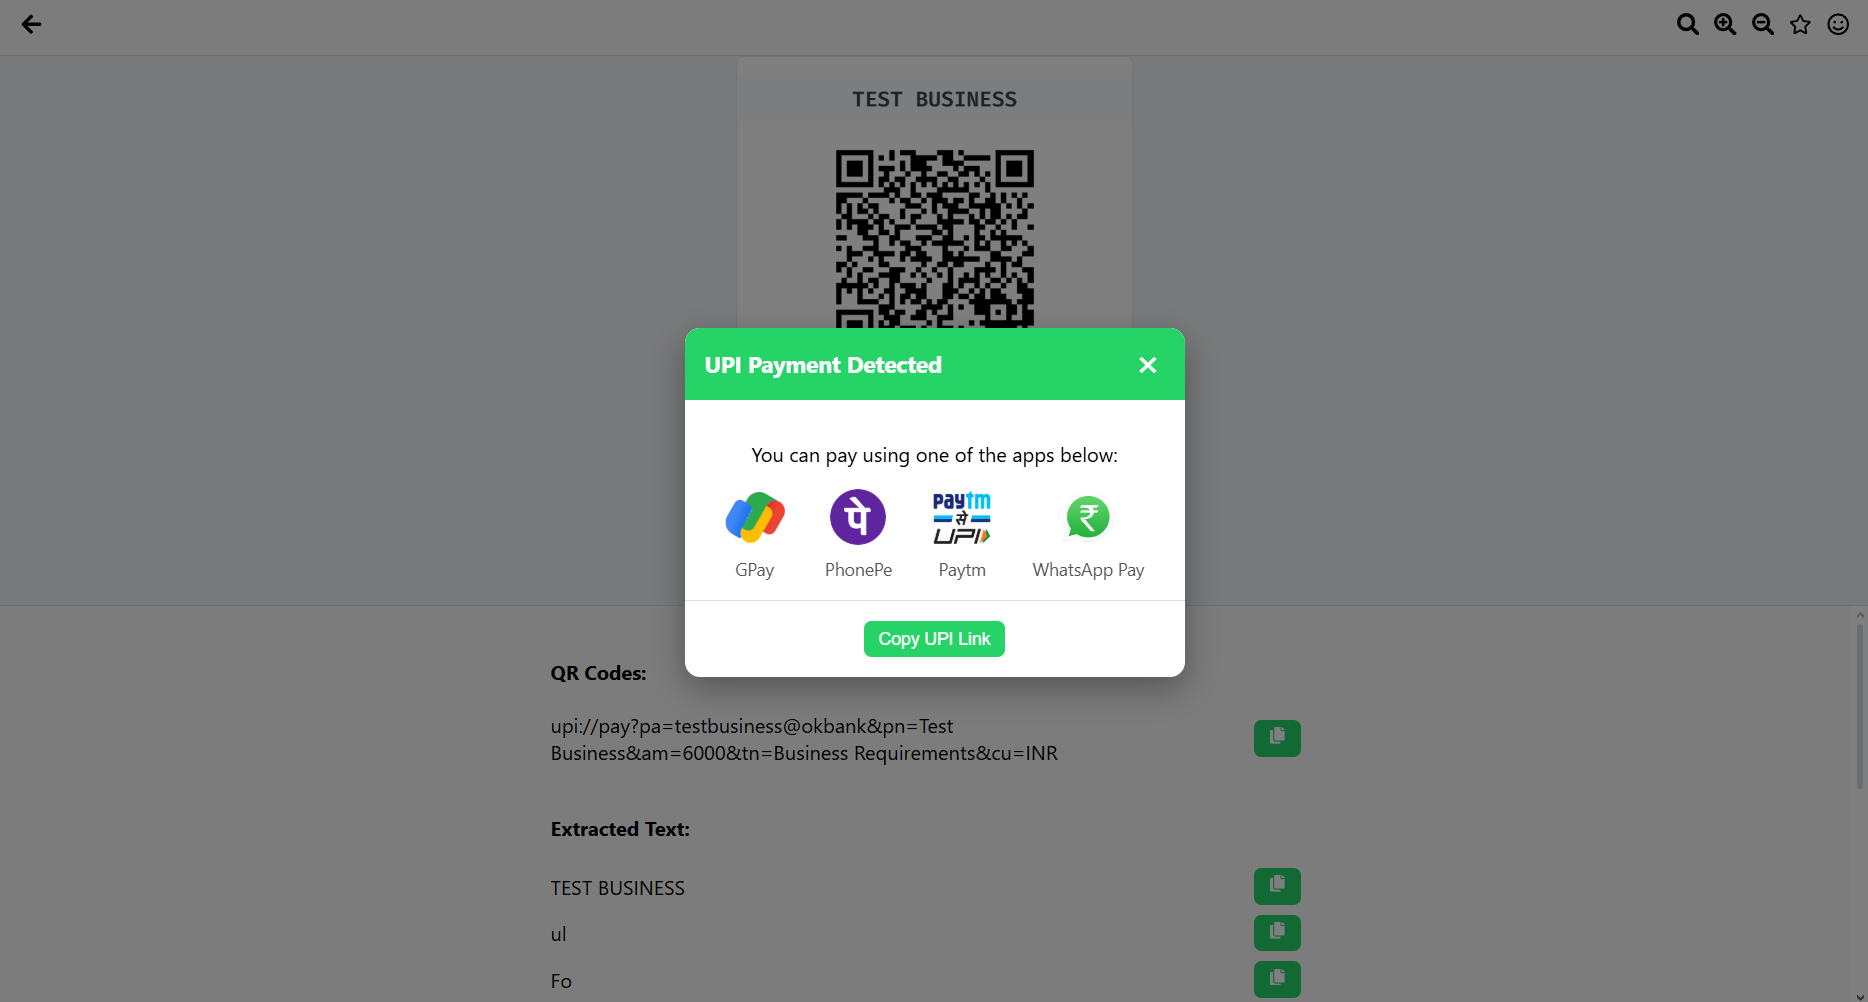 TEST BUSINESS
UPI Payment Detected
You can pay using one of the apps below:
पे
paytm
से
UPI
₹
GPay
PhonePe
Paytm
WhatsApp Pay
Copy UPI Link
QR Codes:
upi://pay?pa=testbusiness@okbank&pn=Test
Business&am=6000&tn=Business Requirements&cu=INR
Extracted Text:
TEST BUSINESS
ul
Fo